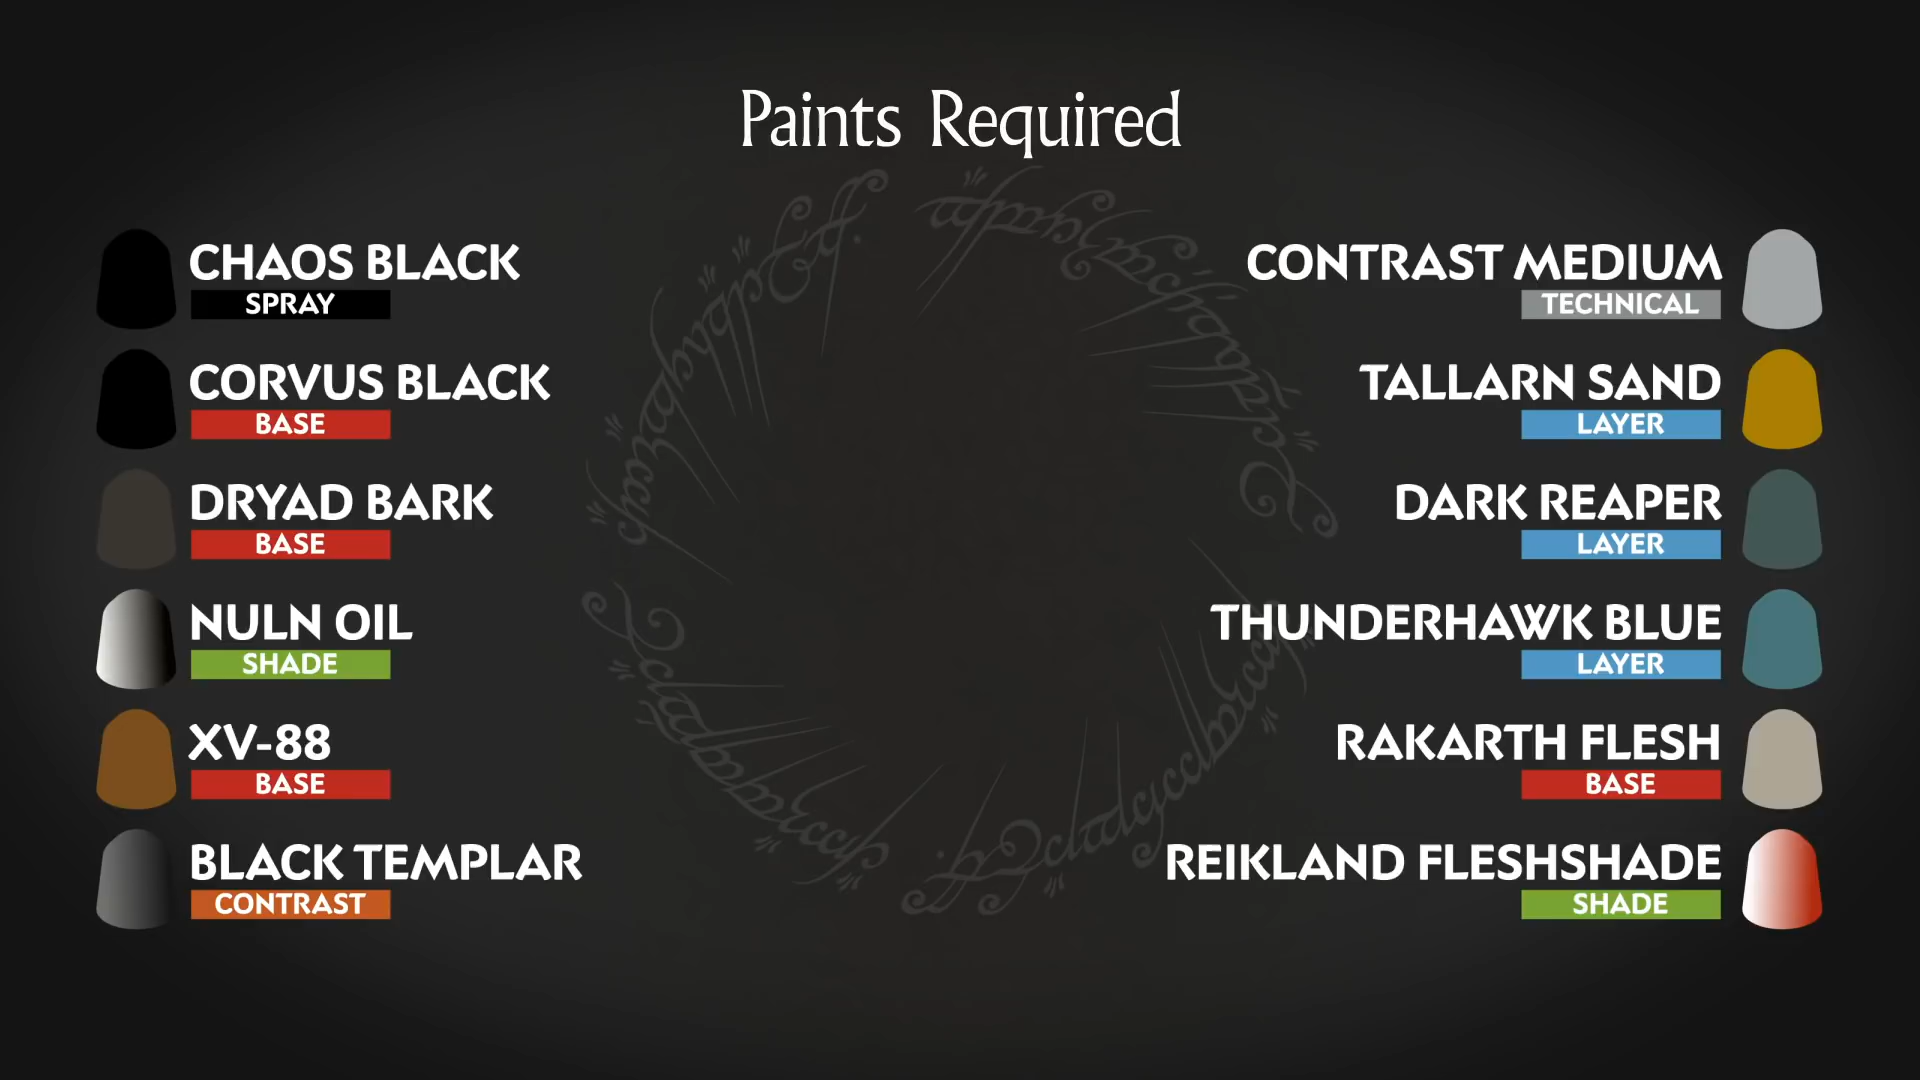 Paints Required
CHAOS BLACK
SPRAY
CORVUS BLACK
BASE
DRYAD BARK
BASE
NULN OIL
SHADE
XV-88
BASE
BLACK TEMPLAR
CONTRAST
CONTRAST MEDIUM
TECHNICAL
TALLARN SAND
LAYER
DARK REAPER
LAYER
THUNDERHAWK BLUE
LAYER
RAKARTH FLESH
BASE
REIKLAND FLESHSHADE
SHADE